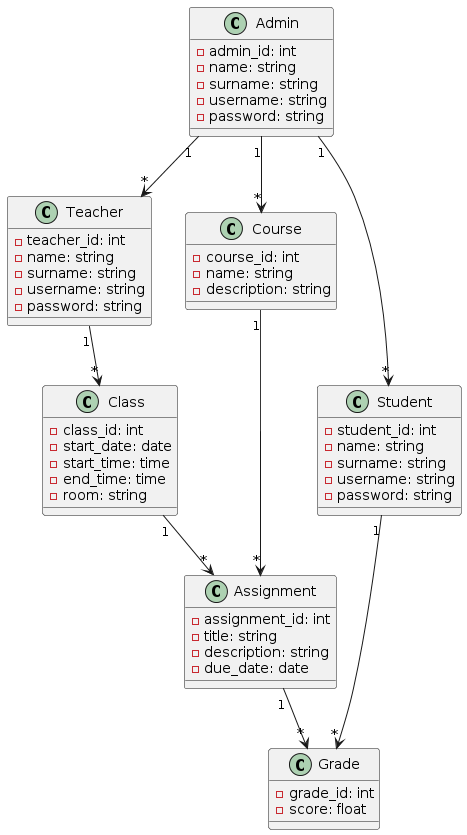 C Admin
admin_id: int
name: string
surname: string
username: string
password: string
1 1 1
* * *
C Teacher
teacher_id: int
name: string
surname: string
username: string
password: string
C Course
course_id: int
name: string
description: string
1
1
*
*
C Class
class_id: int
start_date: date
start_time: time
end_time: time
room: string
C Student
student_id: int
name: string
surname: string
username: string
password: string
1
1
* *
C Assignment
assignment_id: int
title: string
description: string
due_date: date
1
* *
C Grade
grade_id: int
score: float